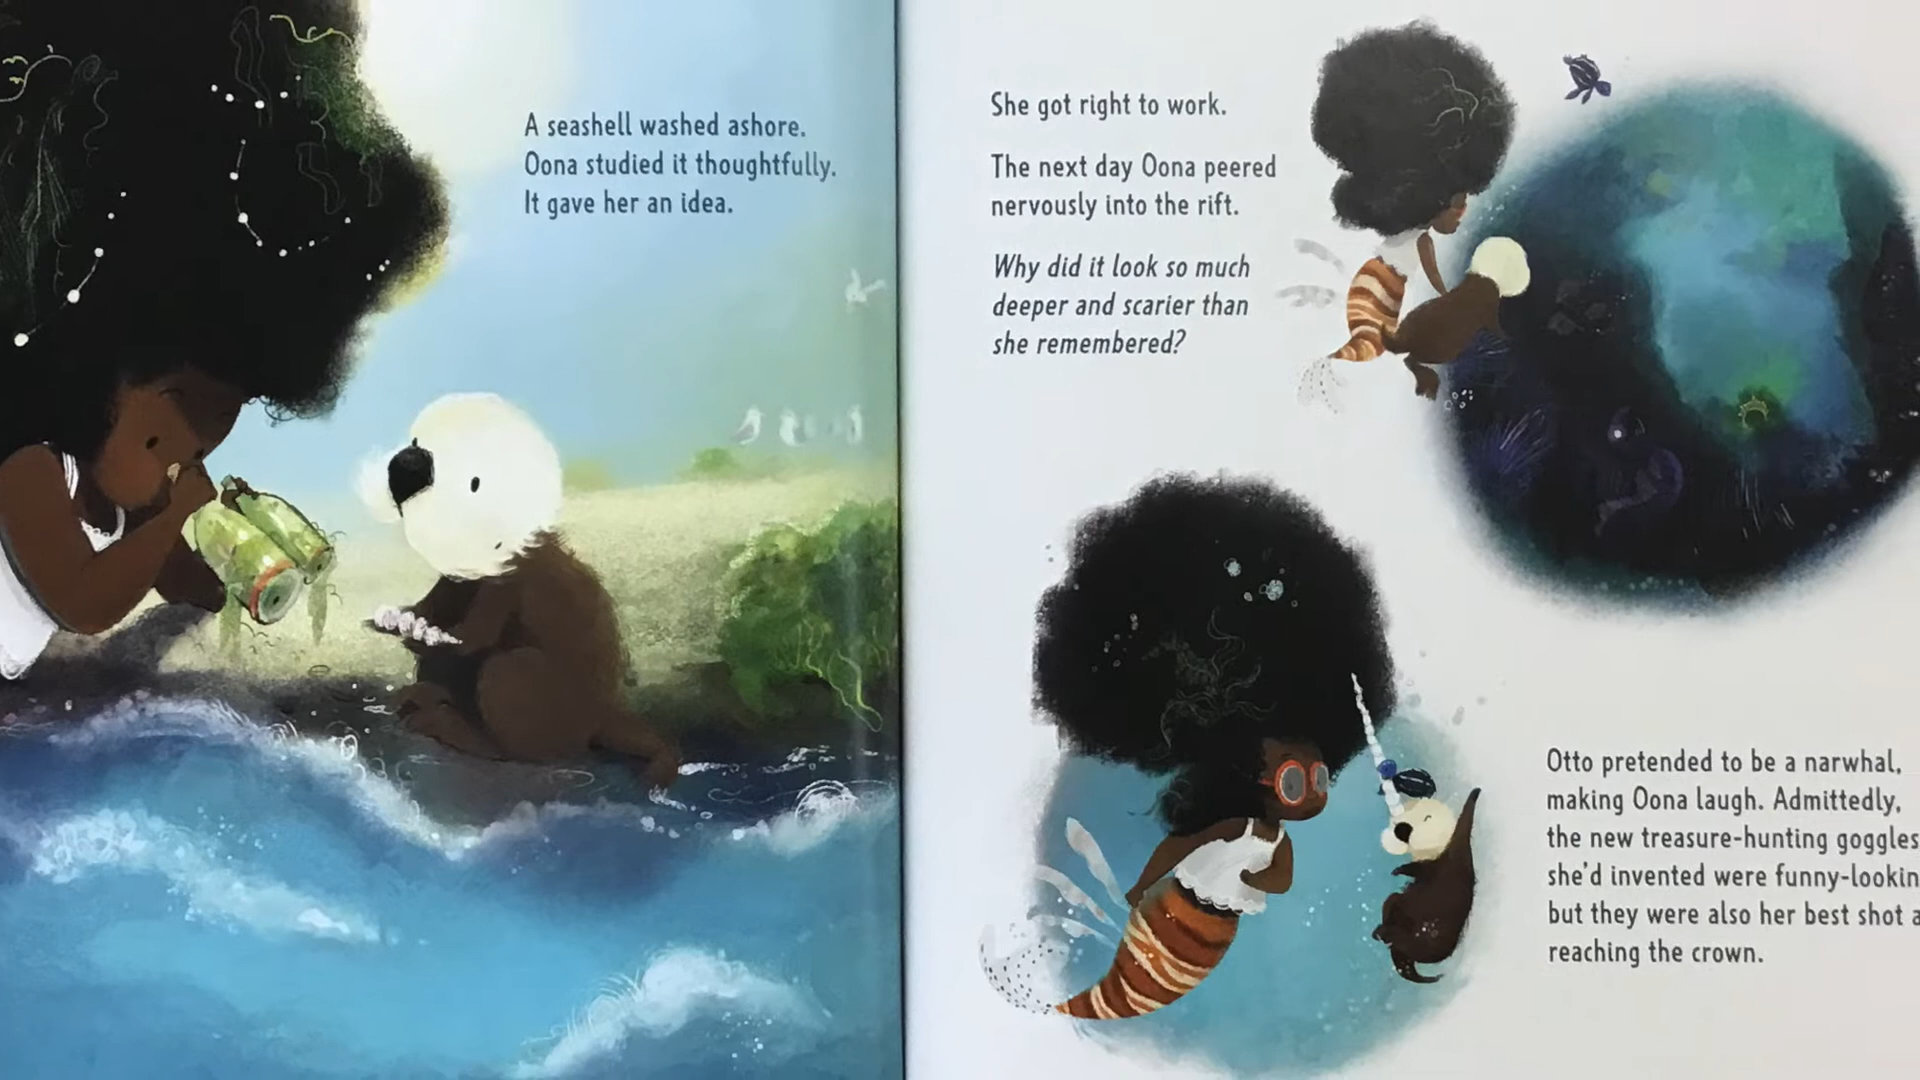 A seashell washed ashore.
Oona studied it thoughtfully.
It gave her an idea.
She got right to work.
The next day Oona peered
nervously into the rift.
Why did it look so much
deeper and scarier than
she remembered?
Otto pretended to be a narwhal,
making Oona laugh. Admittedly,
the new treasure-hunting goggles
she'd invented were funny-lookin
but they were also her best shot a
reaching the crown.